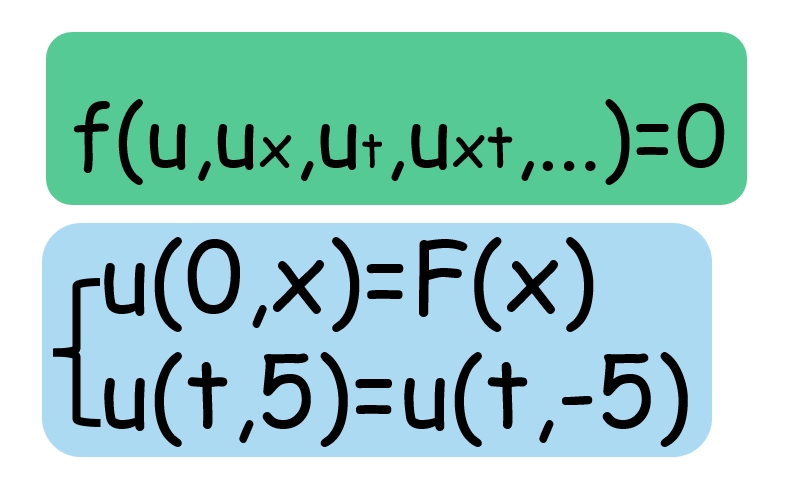 f(u,uₓ,uₜ,uₓₜ,...)=0
u(0,x)=F(x)
u(t,5)=u(t,-5)